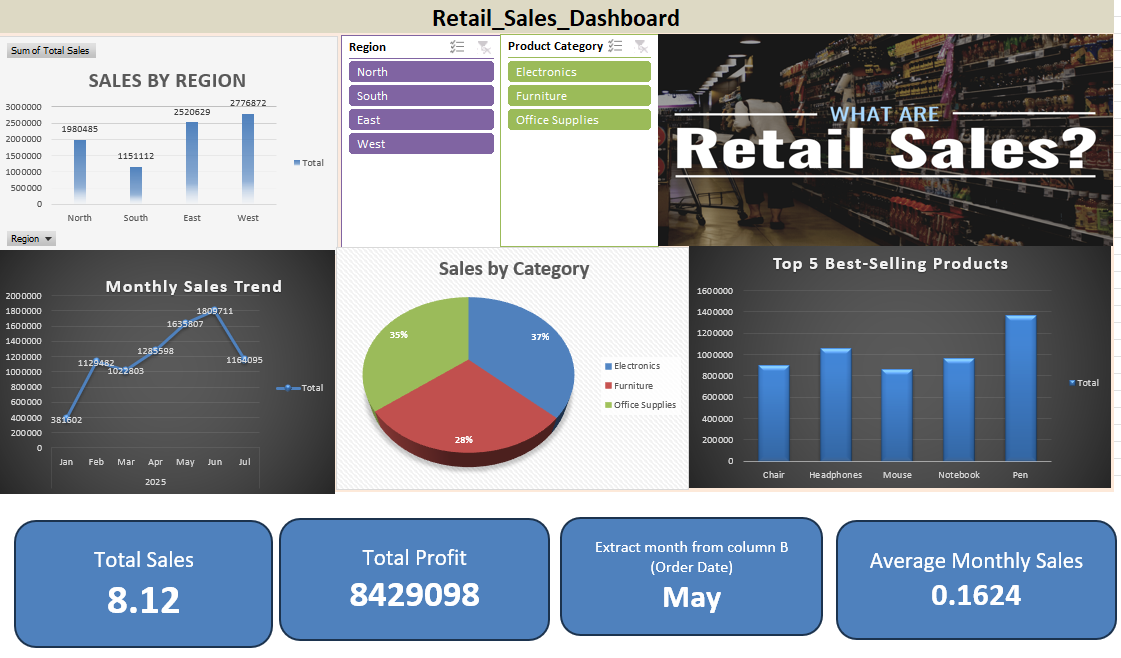 Retail_Sales_Dashboard
Sum of Total Sales
SALES BY REGION
3000000
2500000
2000000
1500000
1000000
500000
0
1980485
1151112
2520629
2776872
North South East West
Total
Region
Region
North
South
East
West
Product Category
Electronics
Furniture
Office Supplies
WHAT ARE
Retail Sales?
Monthly Sales Trend
2000000
1800000
1600000
1400000
1200000
1000000
800000
600000
400000
200000
0
381602
1129482
1022803
1285598
1635807
1809711
1164095
Jan Feb Mar Apr May Jun Jul
2025
Total
Sales by Category
35%
37%
28%
Electronics
Furniture
Office Supplies
Top 5 Best-Selling Products
1600000
1400000
1200000
1000000
800000
600000
400000
200000
0
Chair Headphones Mouse Notebook Pen
Total
Total Sales
8.12
Total Profit
8429098
Extract month from column B
(Order Date)
May
Average Monthly Sales
0.1624